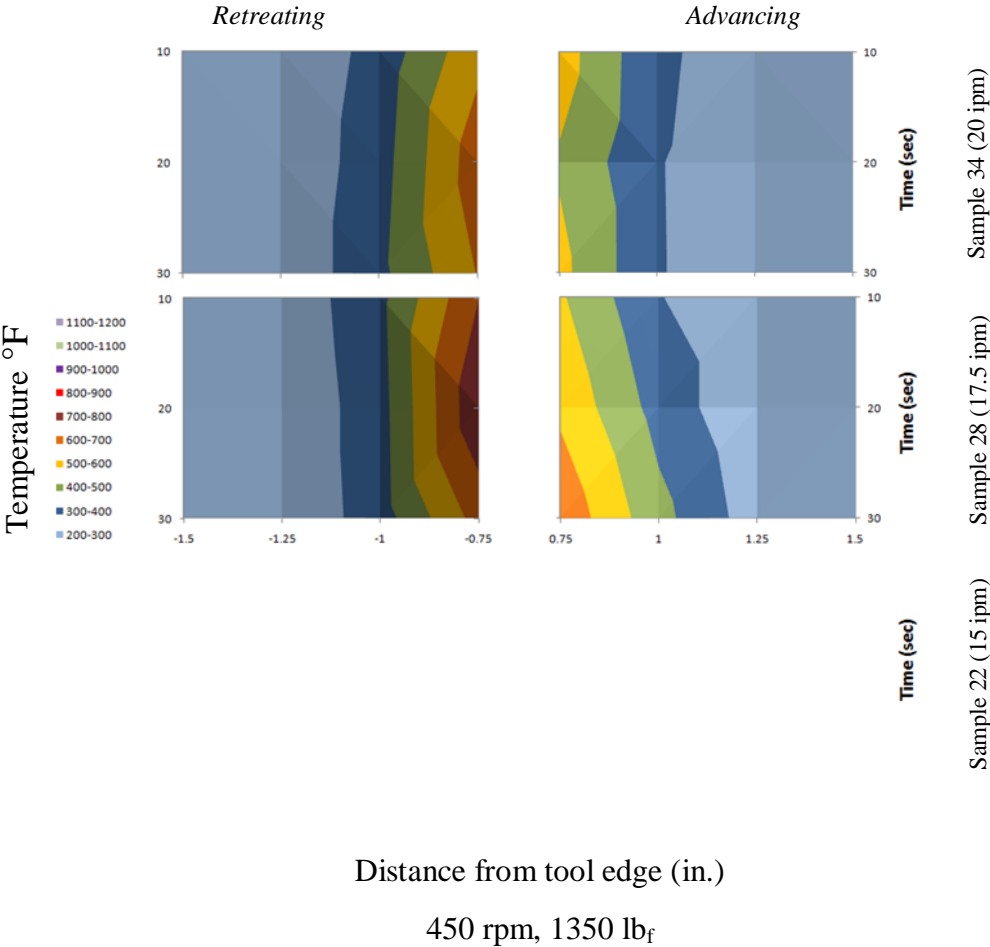 Retreating
Advancing
10
20
30
10
20
30
Time (sec)
Sample 34 (20 ipm)
Temperature °F
1100-1200
1000-1100
900-1000
800-900
700-800
600-700
500-600
400-500
300-400
200-300
10
20
30
-1.5
-1.25
-1
-0.75
10
20
30
0.75
1
1.25
1.5
Time (sec)
Sample 28 (17.5 ipm)
Time (sec)
Sample 22 (15 ipm)
Distance from tool edge (in.)
450 rpm, 1350 lbf